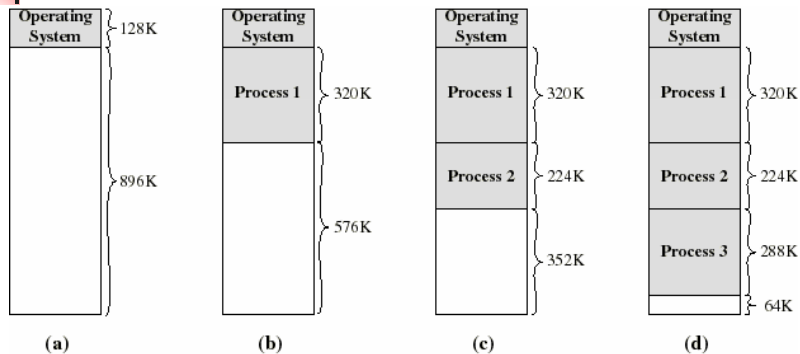 Operating
System
128K
896K
(a)
Operating
System
Process 1
320K
576K
(b)
Operating
System
Process 1
320K
Process 2
224K
352K
(c)
Operating
System
Process 1
320K
Process 2
224K
Process 3
288K
64K
(d)